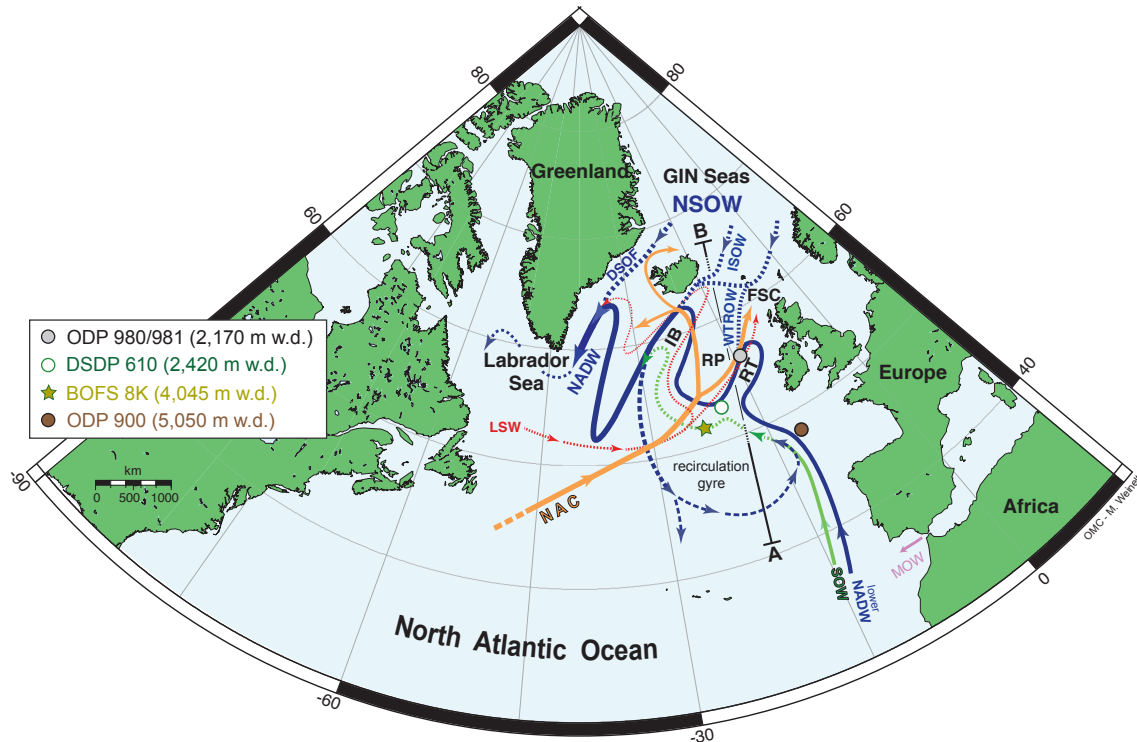 80
80
Greenland
GIN Seas
NSOW
B
60
60
DSOF
ISOW
FSC
WTROW
ODP 980/981 (2,170 m w.d.)
DSDP 610 (2,420 m w.d.)
BOFS 8K (4,045 m w.d.)
ODP 900 (5,050 m w.d.)
IB
RP
RT
Labrador
Sea
NADW
Europe
40
LSW
recirculation
gyre
-90
km
0 500 1000
NAC
Africa
OMC - M. Weinelt
A
MOW
SOW
lower
NADW
0
North Atlantic Ocean
-60
-30